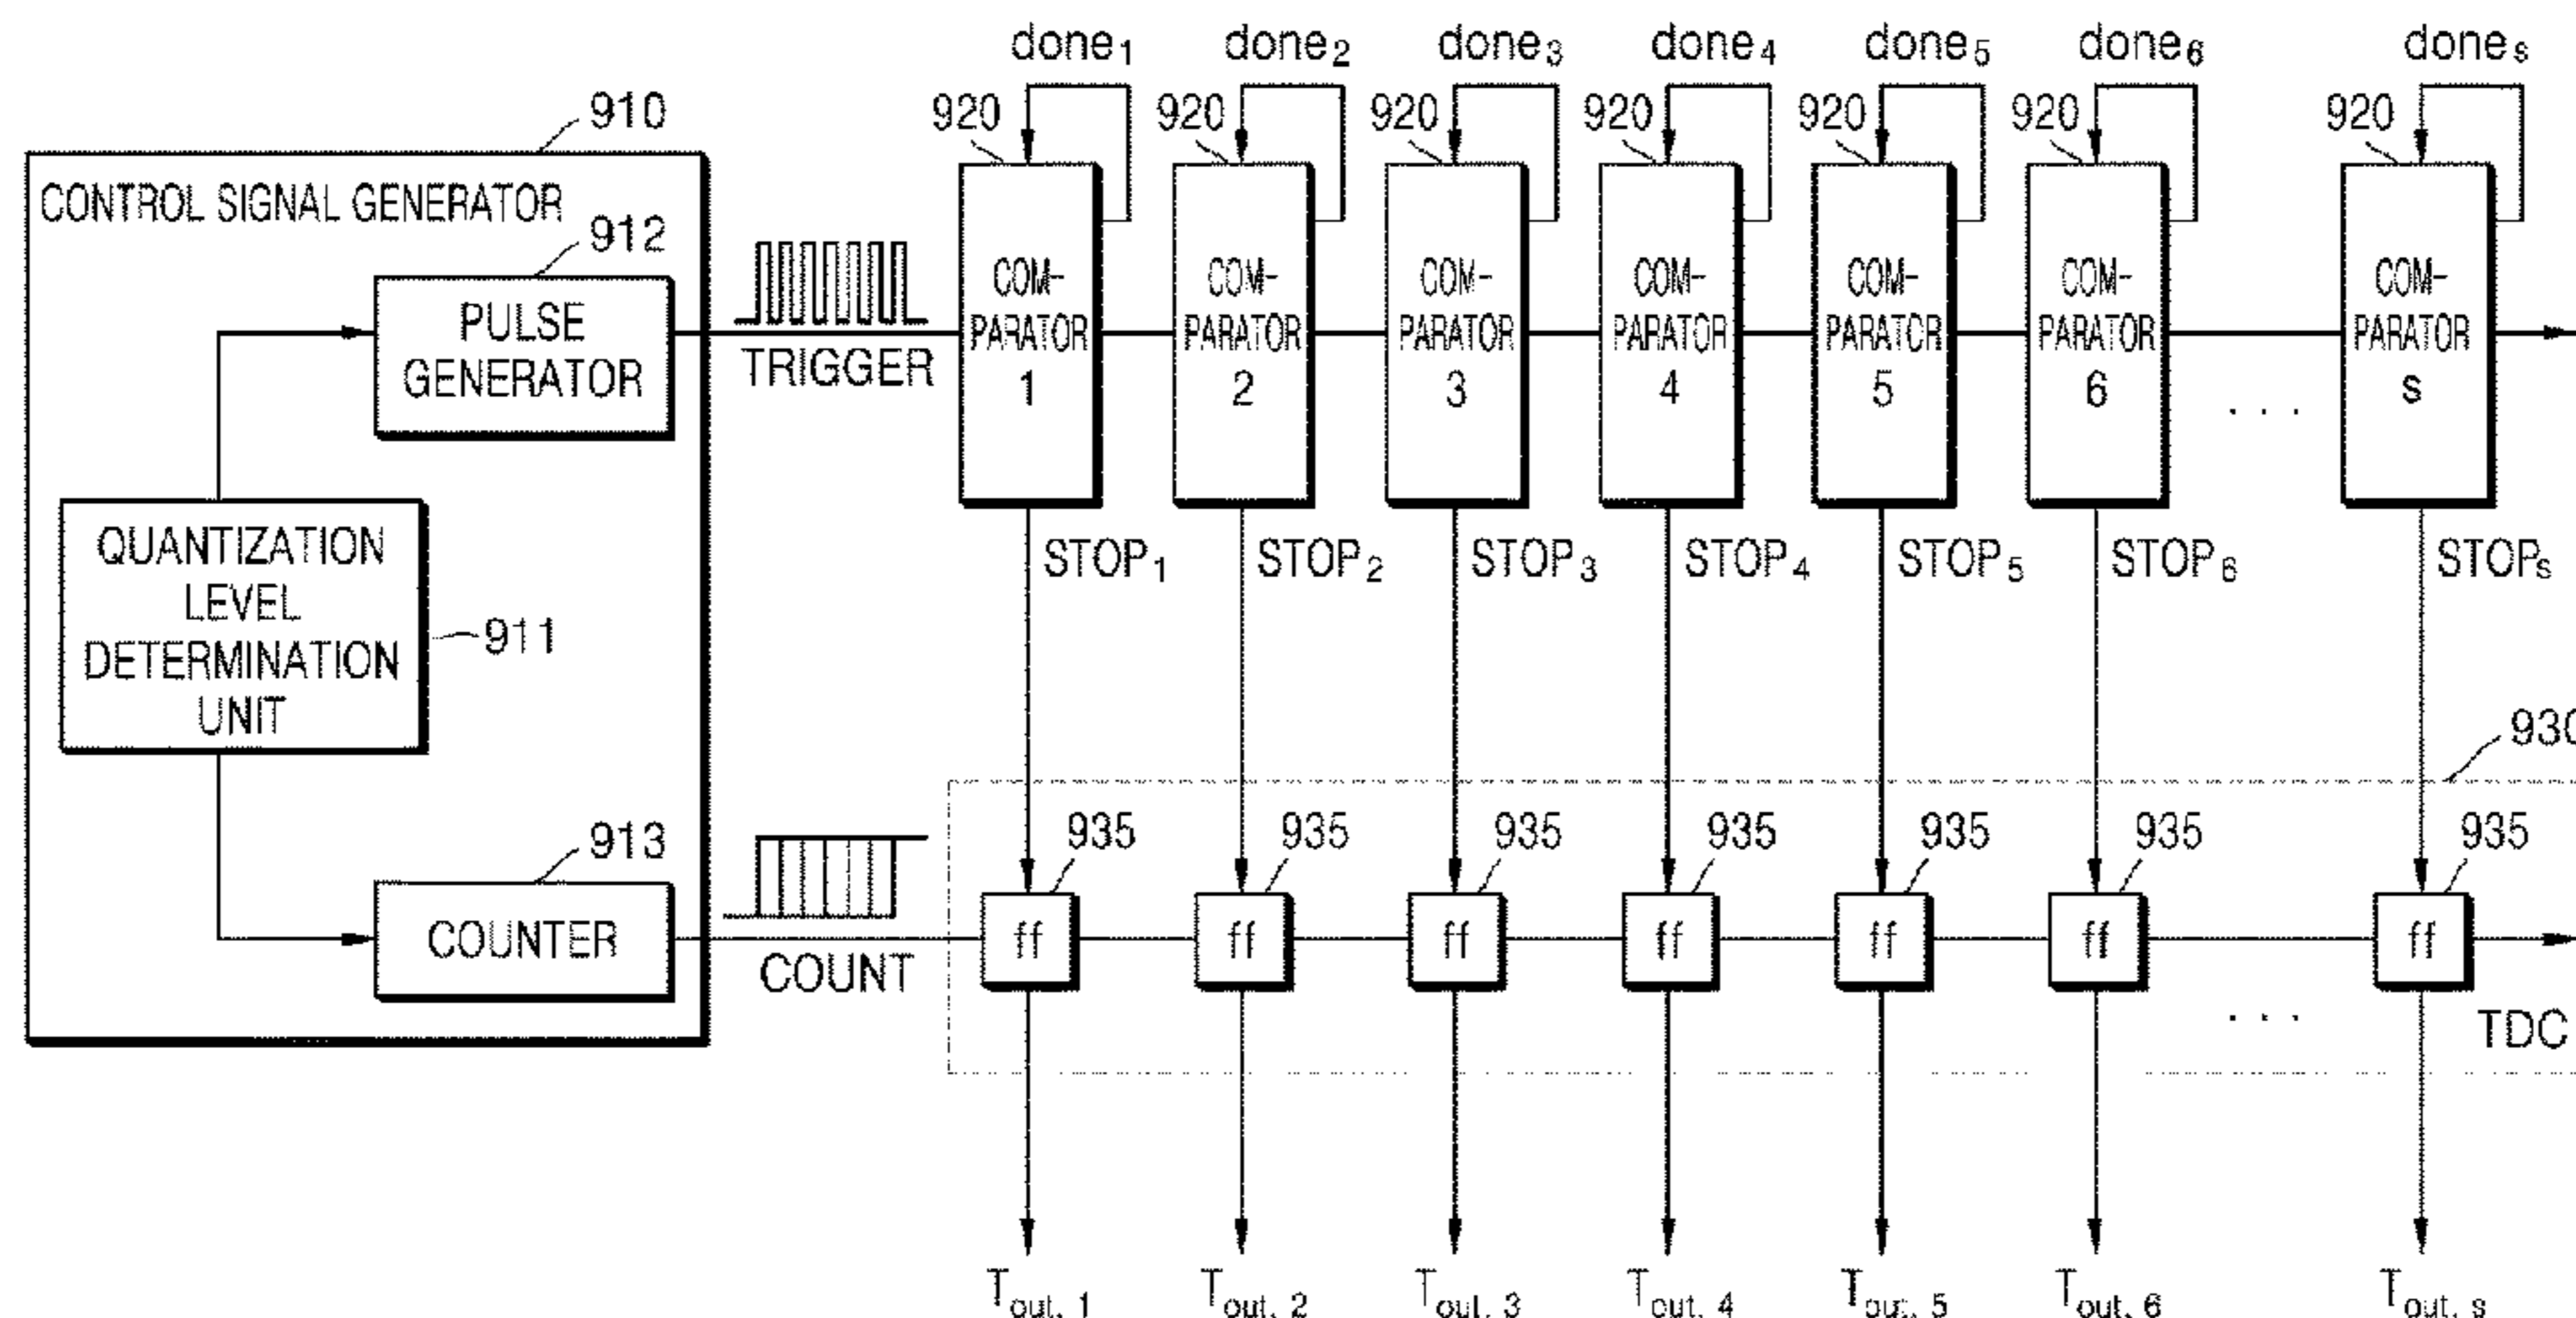 done1 done2 done3 done4 done5 done6 dones
910 920 920 920 920 920 920 920
CONTROL SIGNAL GENERATOR
912
PULSE
GENERATOR
TRIGGER
COM-
PARATOR
1
COM-
PARATOR
2
COM-
PARATOR
3
COM-
PARATOR
4
COM-
PARATOR
5
COM-
PARATOR
6
. . .
COM-
PARATOR
s
QUANTIZATION
LEVEL
DETERMINATION
UNIT
911
STOP1 STOP2 STOP3 STOP4 STOP5 STOP6 STOPs
930
913
COUNTER
COUNT
935 935 935 935 935 935 935
ff ff ff ff ff ff ff
. . .
TDC
Tout, 1 Tout, 2 Tout, 3 Tout, 4 Tout, 5 Tout, 6 Tout, s